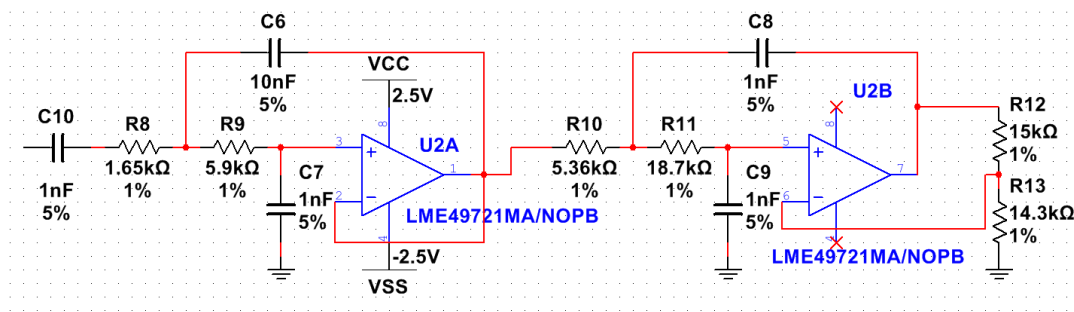 C10
1nF
5%
R8
1.65kΩ
1%
C6
10nF
5%
R9
5.9kΩ
1%
C7
1nF
5%
VCC
2.5V
8
3
2
1
4
U2A
LME49721MA/NOPB
-2.5V
VSS
R10
5.36kΩ
1%
C8
1nF
5%
R11
18.7kΩ
1%
C9
1nF
5%
U2B
8
5
6
7
4
LME49721MA/NOPB
R12
15kΩ
1%
R13
14.3kΩ
1%